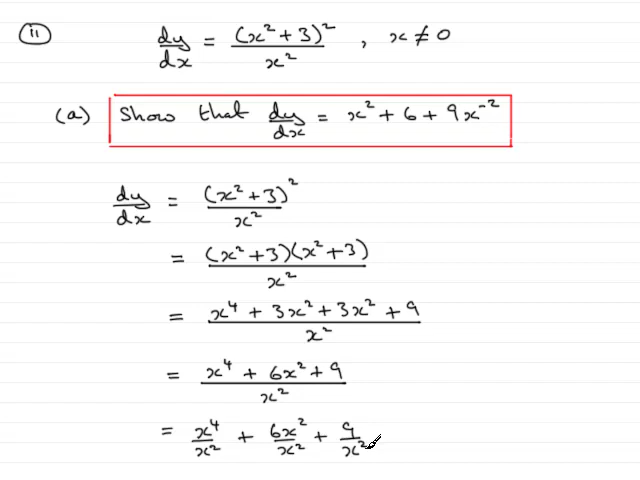 (ii) dy/dx = (x² + 3)²/x² , x ≠ 0
(a) Show that dy/dx = x² + 6 + 9x⁻²
dy/dx = (x² + 3)²/x²
= (x² + 3)(x² + 3)/x²
= x⁴ + 3x² + 3x² + 9/x²
= x⁴ + 6x² + 9/x²
= x⁴/x² + 6x²/x² + 9/x²